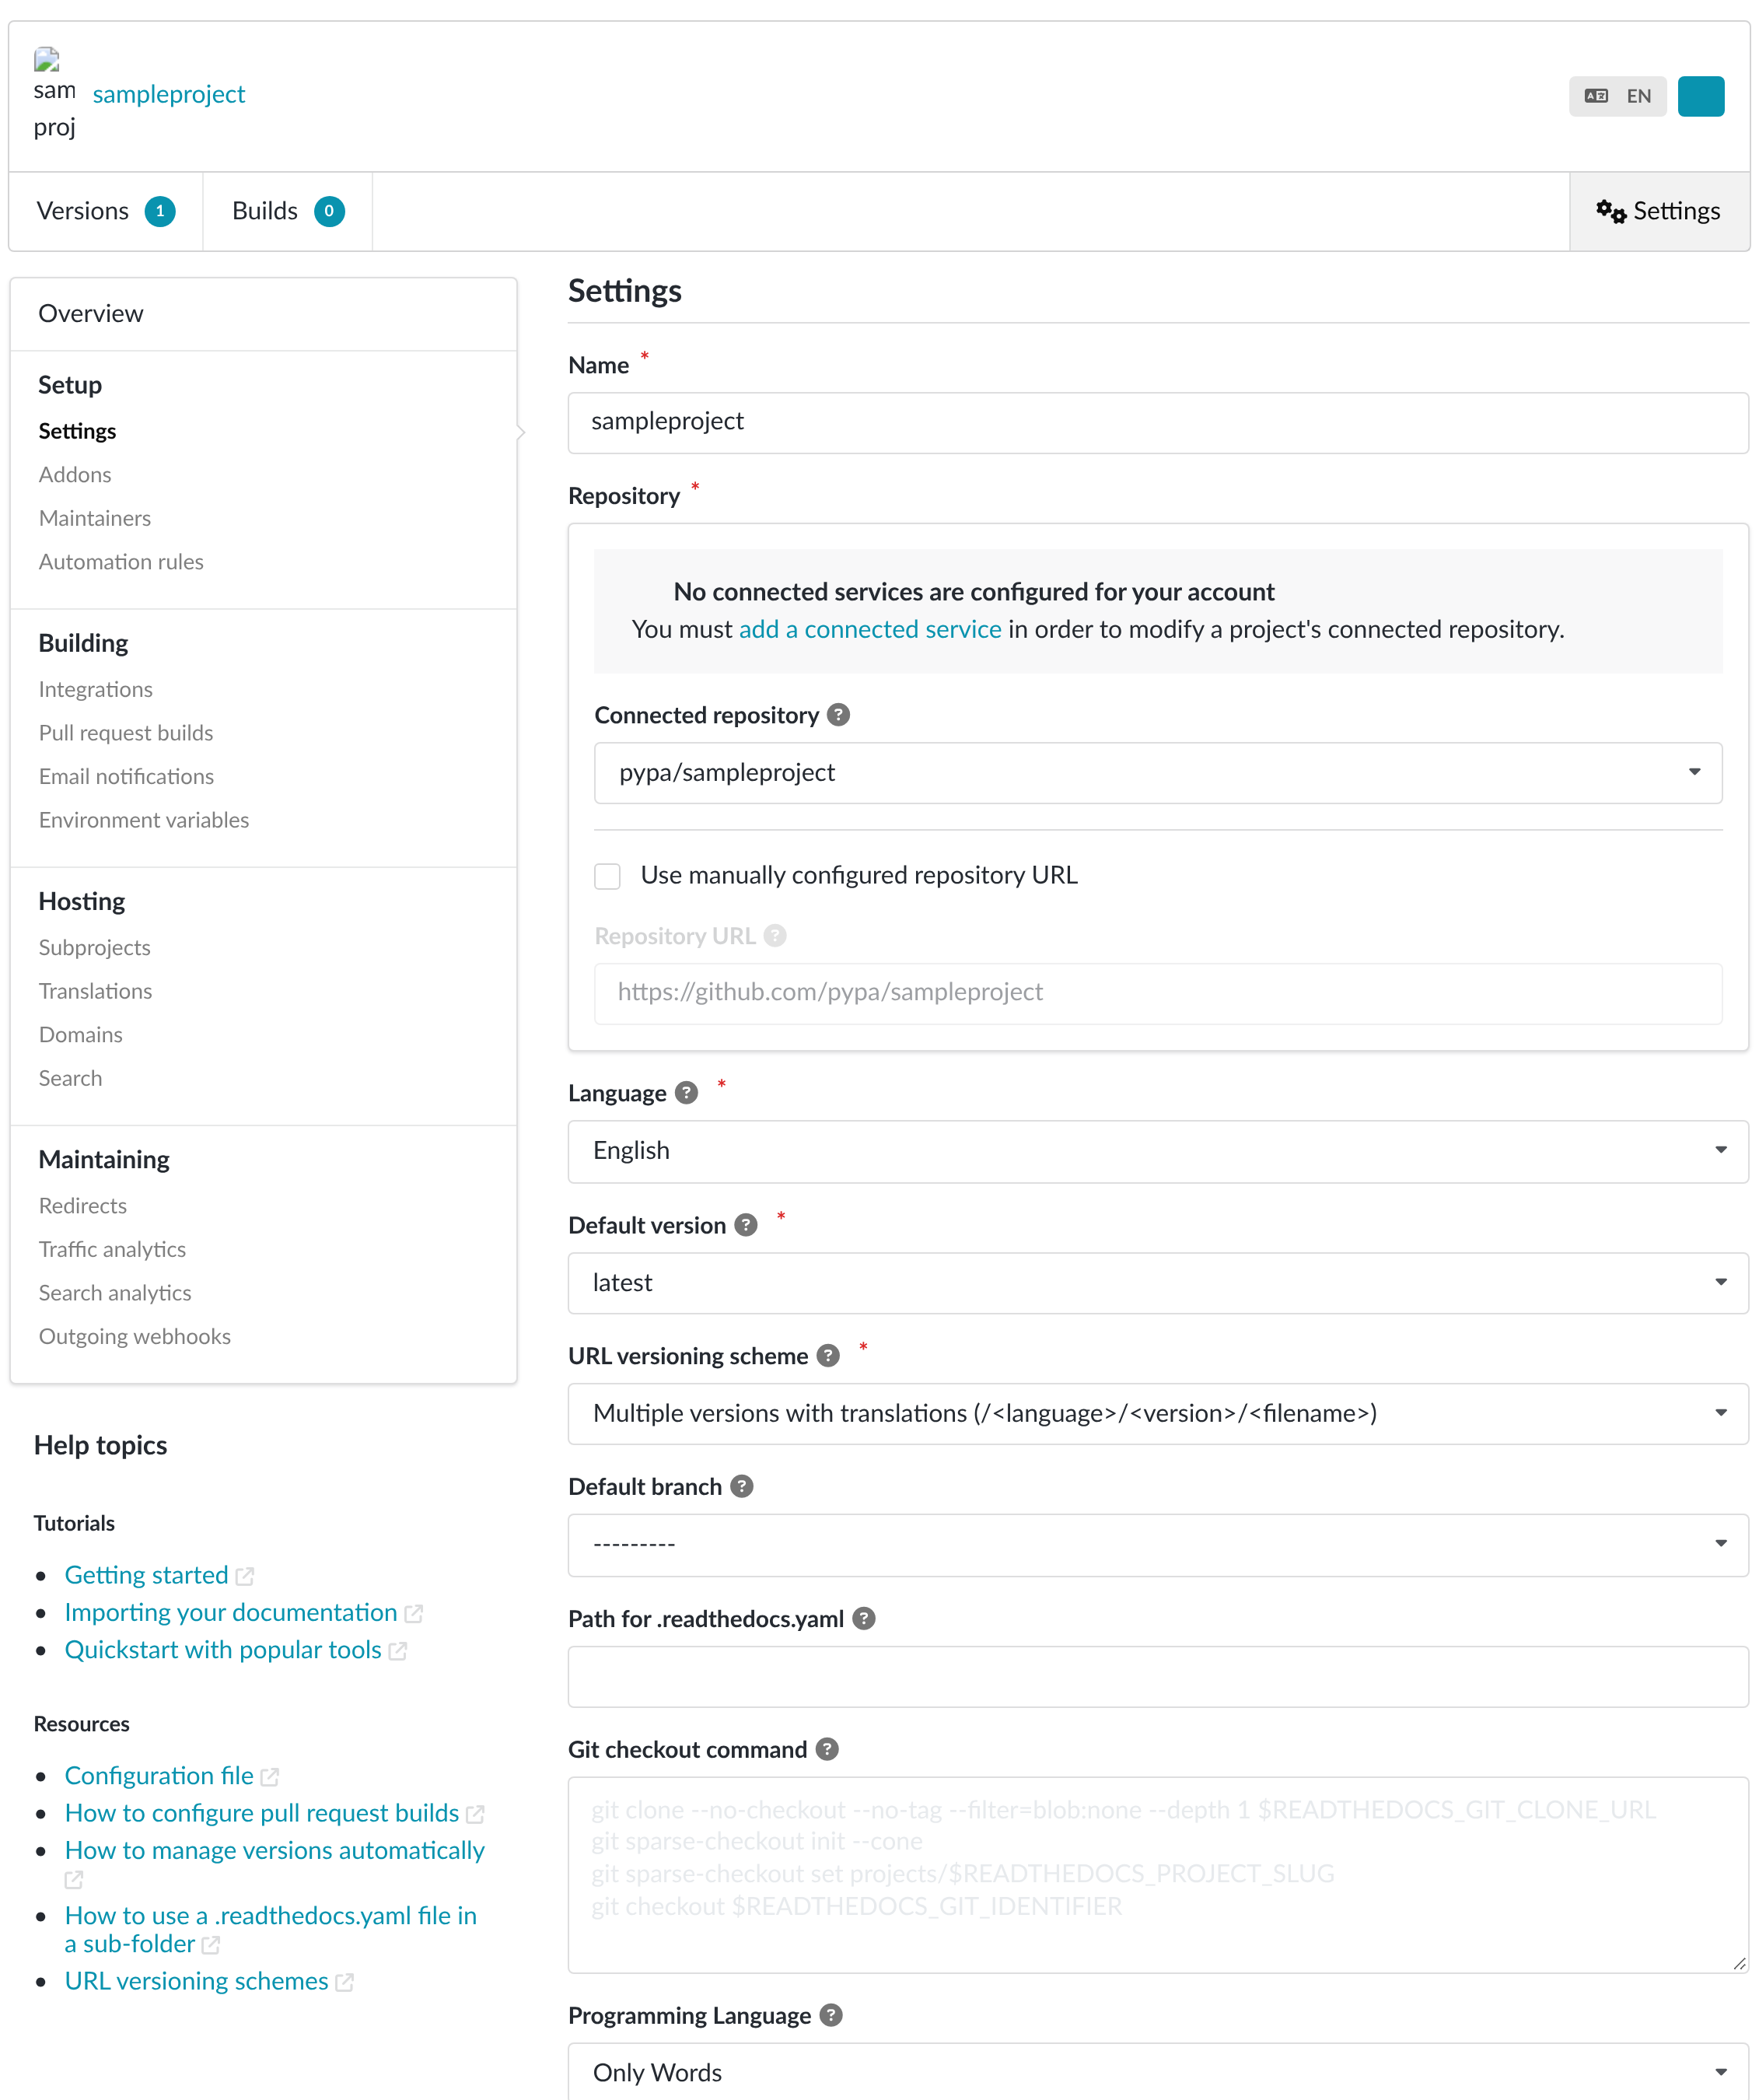 sam
proj
sampleproject
EN
Versions 1
Builds 0
Settings
Overview
Setup
Settings
Addons
Maintainers
Automation rules
Building
Integrations
Pull request builds
Email notifications
Environment variables
Hosting
Subprojects
Translations
Domains
Search
Maintaining
Redirects
Traffic analytics
Search analytics
Outgoing webhooks
Help topics
Tutorials
Getting started
Importing your documentation
Quickstart with popular tools
Resources
Configuration file
How to configure pull request builds
How to manage versions automatically
How to use a .readthedocs.yaml file in
a sub-folder
URL versioning schemes
Settings
Name *
sampleproject
Repository *
No connected services are configured for your account
You must add a connected service in order to modify a project's connected repository.
Connected repository ?
pypa/sampleproject
Use manually configured repository URL
Repository URL ?
https://github.com/pypa/sampleproject
Language ? *
English
Default version ? *
latest
URL versioning scheme ? *
Multiple versions with translations (/<language>/<version>/<filename>)
Default branch ?
---------
Path for .readthedocs.yaml ?
Git checkout command ?
git clone --no-checkout --no-tag --filter=blob:none --depth 1 $READTHEDOCS_GIT_CLONE_URL
git sparse-checkout init --cone
git sparse-checkout set projects/$READTHEDOCS_PROJECT_SLUG
git checkout $READTHEDOCS_GIT_IDENTIFIER
Programming Language ?
Only Words